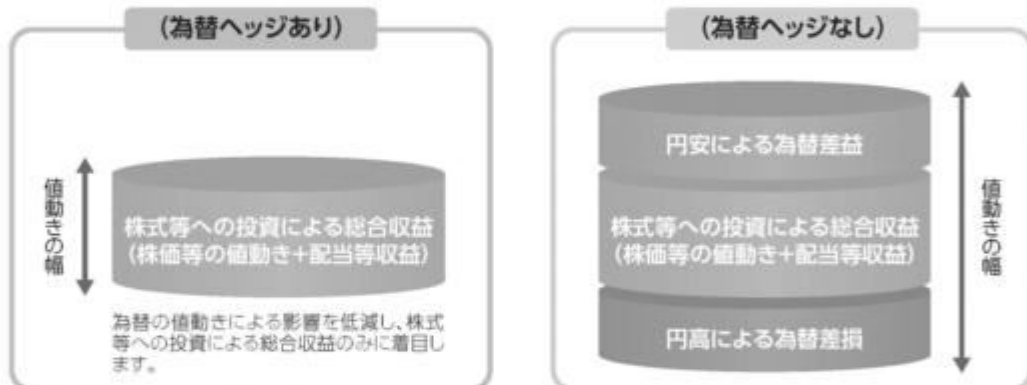 (為替ヘッジあり)
値動きの幅
株式等への投資による総合収益
(株価等の値動き+配当等収益)
為替の値動きによる影響を低減し、株式
等への投資による総合収益のみに着目し
ます。
(為替ヘッジなし)
円安による為替差益
株式等への投資による総合収益
(株価等の値動き+配当等収益)
円高による為替差損
値動きの幅